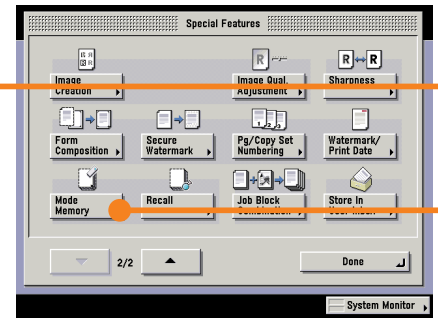 Special Features
Image Creation
Image Qual. Adjustment
Sharpness
Form Composition
Secure Watermark
Pg/Copy Set Numbering
Watermark/ Print Date
Mode Memory
Recall
Job Block Combination
Store In
2/2
Done
System Monitor